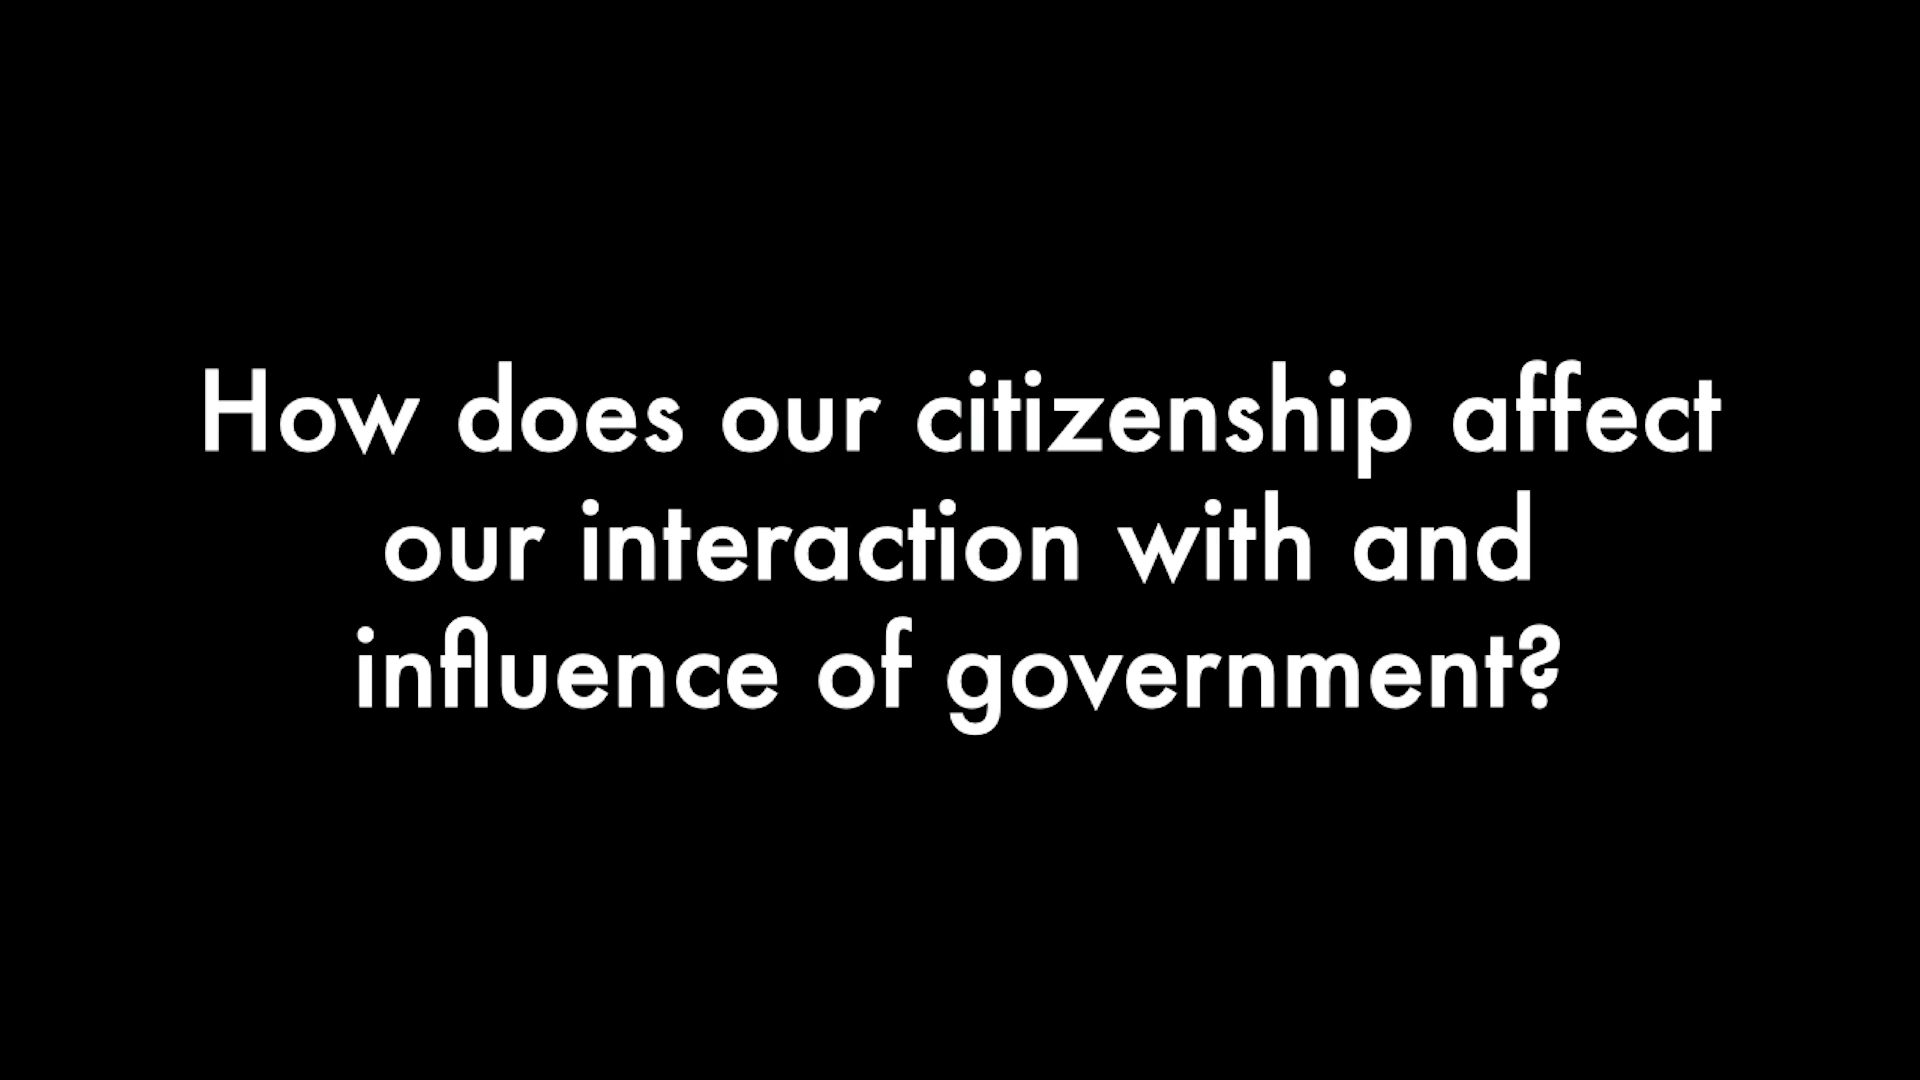 How does our citizenship affect
our interaction with and
influence of government?